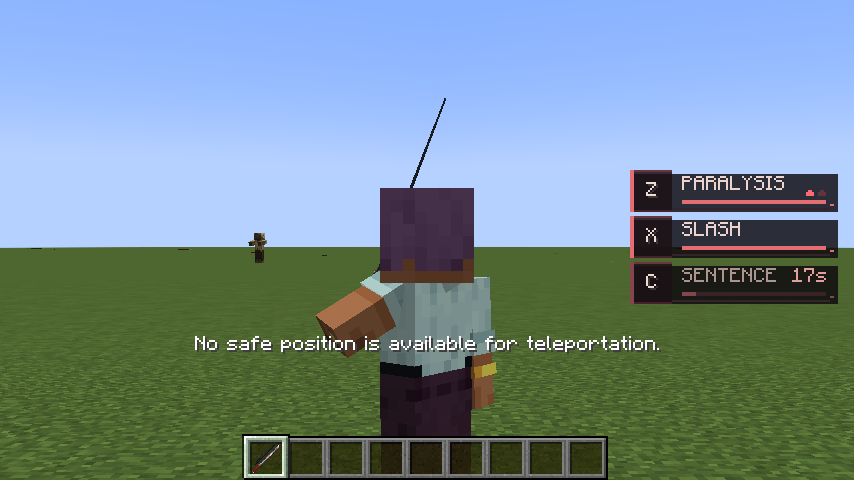 Z PARALYSIS
X SLASH
C SENTENCE 17s
No safe position is available for teleportation.